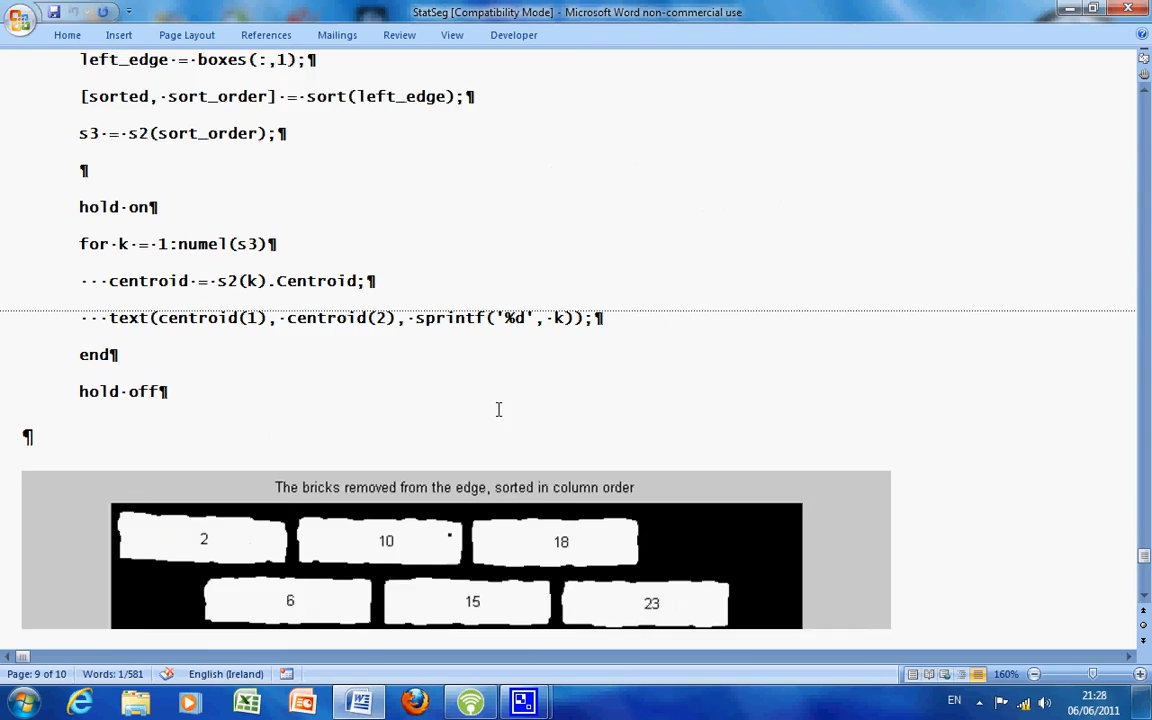 StatSeg [Compatibility Mode] - Microsoft Word non-commercial use
Home Insert Page Layout References Mailings Review View Developer
left_edge·=·boxes(:,1);¶
[sorted,·sort_order]·=·sort(left_edge);¶
s3·=·s2(sort_order);¶
¶
hold·on¶
for·k·=·1:numel(s3)¶
···centroid·=·s2(k).Centroid;¶
···text(centroid(1),·centroid(2),·sprintf('%d',·k));¶
end¶
hold·off¶
¶
The bricks removed from the edge, sorted in column order
2 10 18
6 15 23
Page: 9 of 10 Words: 1/581 English (Ireland) 160%
EN 21:28
06/06/2011